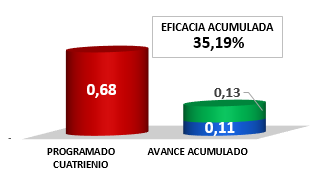 EFICACIA ACUMULADA
35,19%
0,68
0,13
0,11
-
PROGRAMADO
CUATRIENIO
AVANCE ACUMULADO